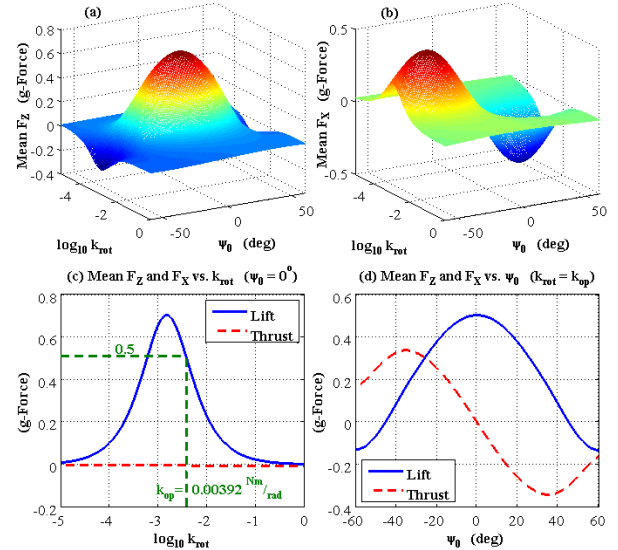 (a)
0.8
0.6
0.4
0.2
0
-0.2
-0.4
Mean F_Z (g-Force)
-4
-2
0
log₁₀ k_rot
-50
0
50
Ψ₀ (deg)
(b)
0.5
0
-0.5
Mean F_X (g-Force)
-4
-2
0
log₁₀ k_rot
-50
0
50
Ψ₀ (deg)
(c) Mean F_Z and F_X vs. k_rot (Ψ₀ = 0°)
0.8
0.6
0.4
0.2
0
-0.2
(g-Force)
Lift
Thrust
0.5
k_op = 0.00392 Nm/rad
-5
-4
-3
-2
-1
0
log₁₀ k_rot
(d) Mean F_Z and F_X vs. Ψ₀ (k_rot = k_op)
0.6
0.4
0.2
0
-0.2
-0.4
(g-Force)
Lift
Thrust
-60
-40
-20
0
20
40
60
Ψ₀ (deg)